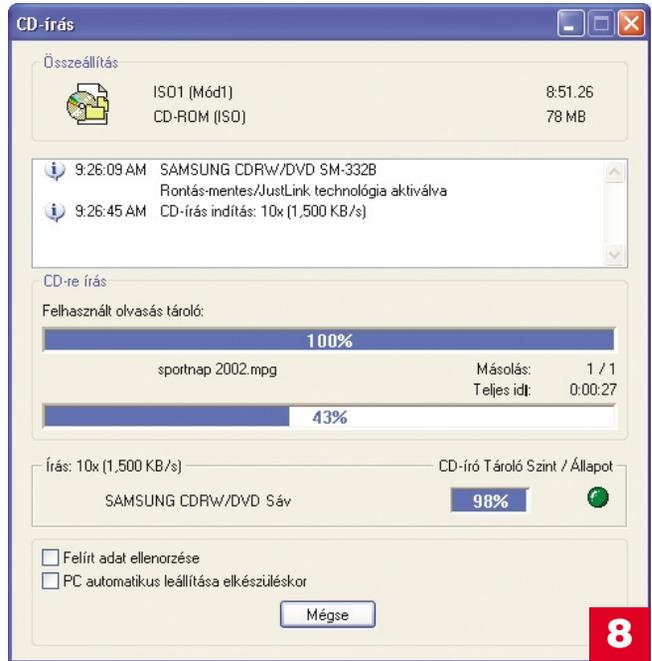 CD-írás
Összeállítás
ISO1 (Mód1) 8:51.26
CD-ROM (ISO) 78 MB
9:26:09 AM SAMSUNG CDRW/DVD SM-332B
Rontás-mentes/JustLink technológia aktiválva
9:26:45 AM CD-írás indítás: 10x (1,500 KB/s)
CD-re írás
Felhasznált olvasás tároló:
100%
sportnap 2002.mpg Másolás: 1 / 1
Teljes idı: 0:00:27
43%
Írás: 10x (1,500 KB/s) CD-író Tároló Szint / Állapot
SAMSUNG CDRW/DVD Sáv 98%
Felírt adat ellenorzése
PC automatikus leállítása elkészüléskor
Mégse
8